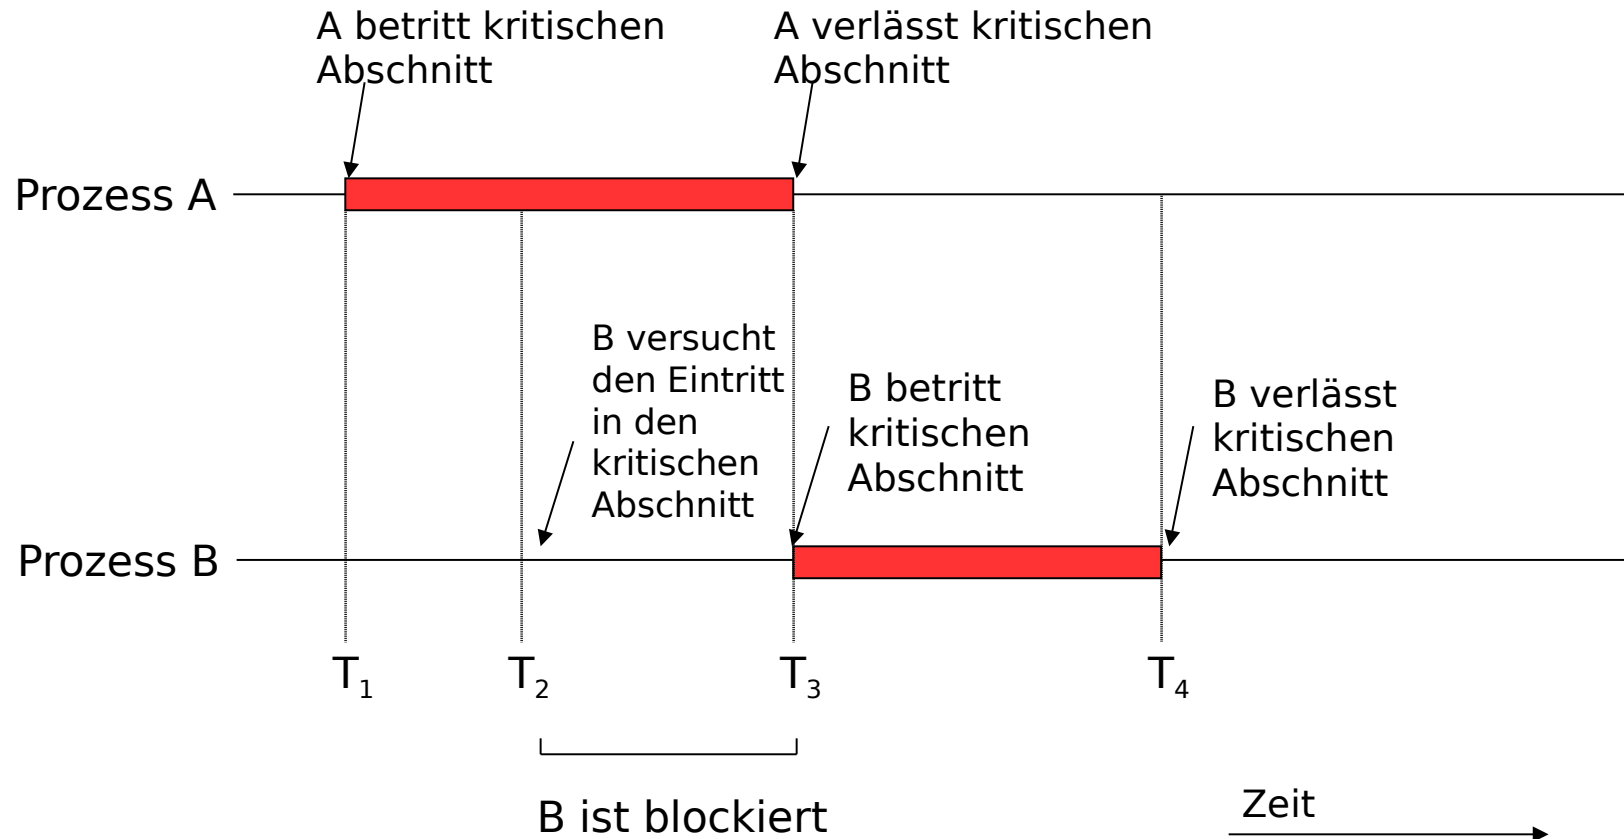 A betritt kritischen
Abschnitt
A verlässt kritischen
Abschnitt
Prozess A
B versucht
den Eintritt
in den
kritischen
Abschnitt
B betritt
kritischen
Abschnitt
B verlässt
kritischen
Abschnitt
Prozess B
T1
T2
T3
T4
B ist blockiert
Zeit